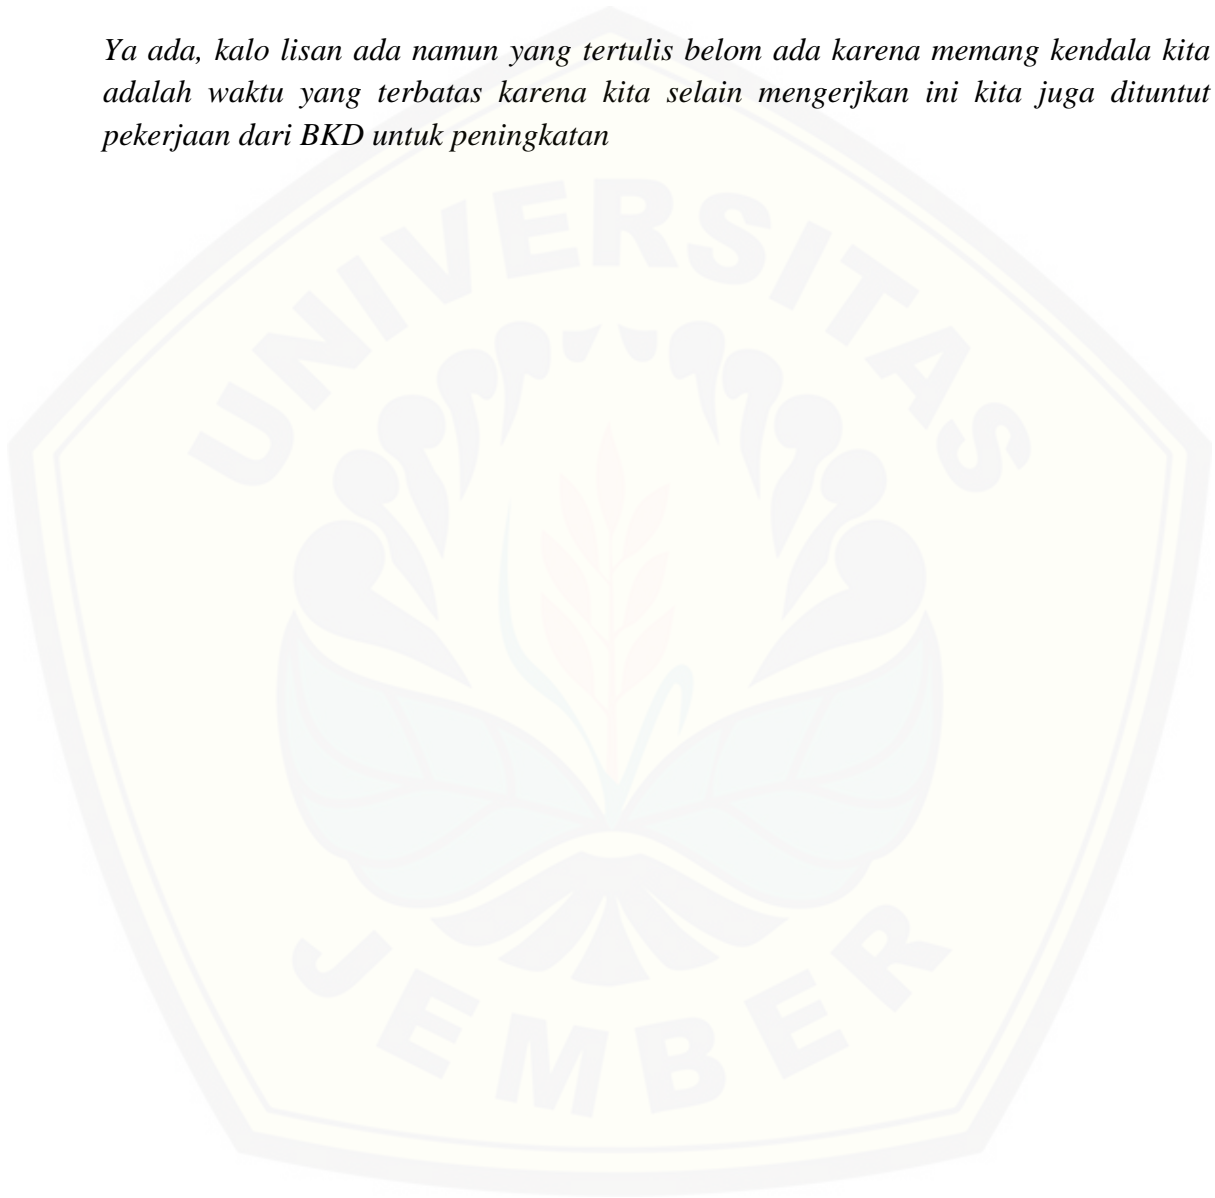 Ya ada, kalo lisan ada namun yang tertulis belom ada karena memang kendala kita
adalah waktu yang terbatas karena kita selain mengerjkan ini kita juga dituntut
pekerjaan dari BKD untuk peningkatan
UNIVERSITAS
JEMBER